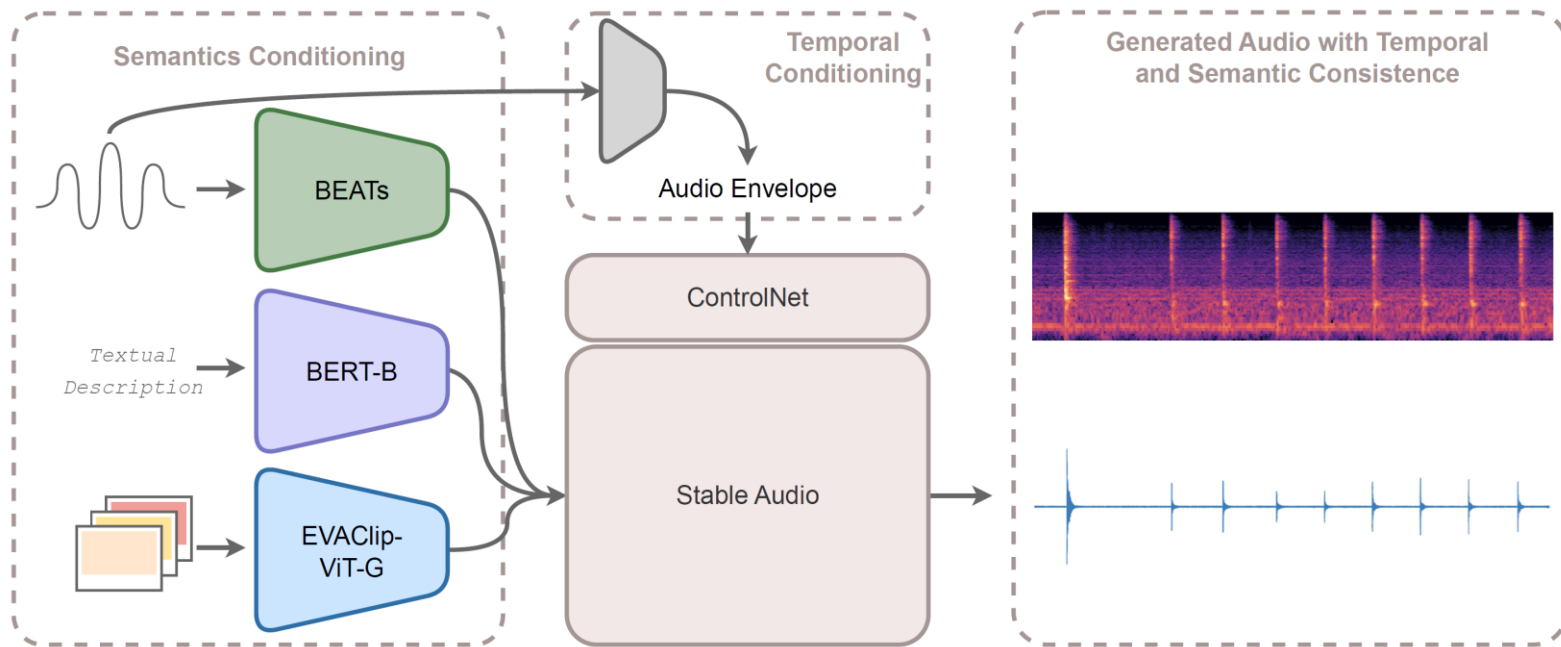 Semantics Conditioning
BEATs
Textual
Description
BERT-B
EVAClip-
ViT-G
Temporal
Conditioning
Audio Envelope
ControlNet
Stable Audio
Generated Audio with Temporal
and Semantic Consistence